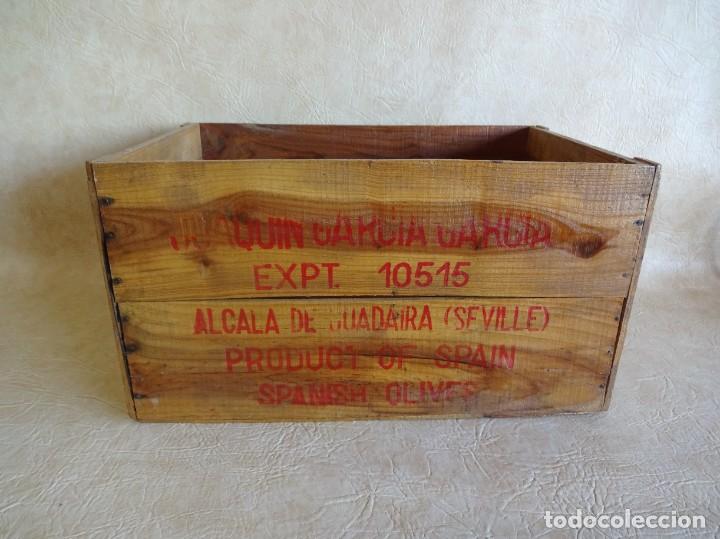 JOAQUIN GARCIA GARCIA
EXPT. 10515
ALCALA DE GUADAIRA (SEVILLE)
PRODUCT OF SPAIN
SPANISH OLIVES
todocoleccion